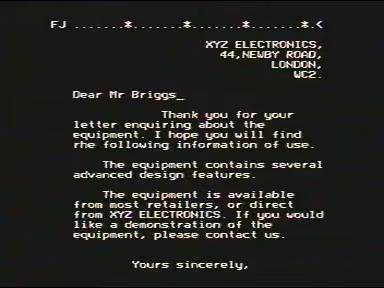 FJ .......*.......*.......*.......*.<
XYZ ELECTRONICS,
44,NEWBY ROAD,
LONDON,
WC2.
Dear Mr Briggs_
Thank you for your
letter enquiring about the
equipment. I hope you will find
rhe following information of use.
The equipment contains several
advanced design features.
The equipment is available
from most retailers, or direct
from XYZ ELECTRONICS. If you would
like a demonstration of the
equipment, please contact us.
Yours sincerely,